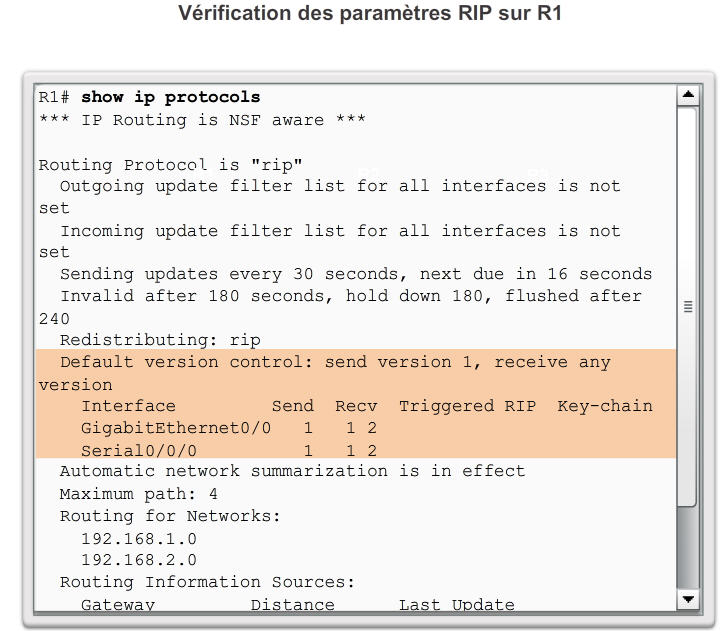 Vérification des paramètres RIP sur R1
R1# show ip protocols
*** IP Routing is NSF aware ***
Routing Protocol is "rip"
Outgoing update filter list for all interfaces is not
set
Incoming update filter list for all interfaces is not
set
Sending updates every 30 seconds, next due in 16 seconds
Invalid after 180 seconds, hold down 180, flushed after
240
Redistributing: rip
Default version control: send version 1, receive any
version
Interface Send Recv Triggered RIP Key-chain
GigabitEthernet0/0 1 1 2
Serial0/0/0 1 1 2
Automatic network summarization is in effect
Maximum path: 4
Routing for Networks:
192.168.1.0
192.168.2.0
Routing Information Sources:
Gateway Distance Last Update